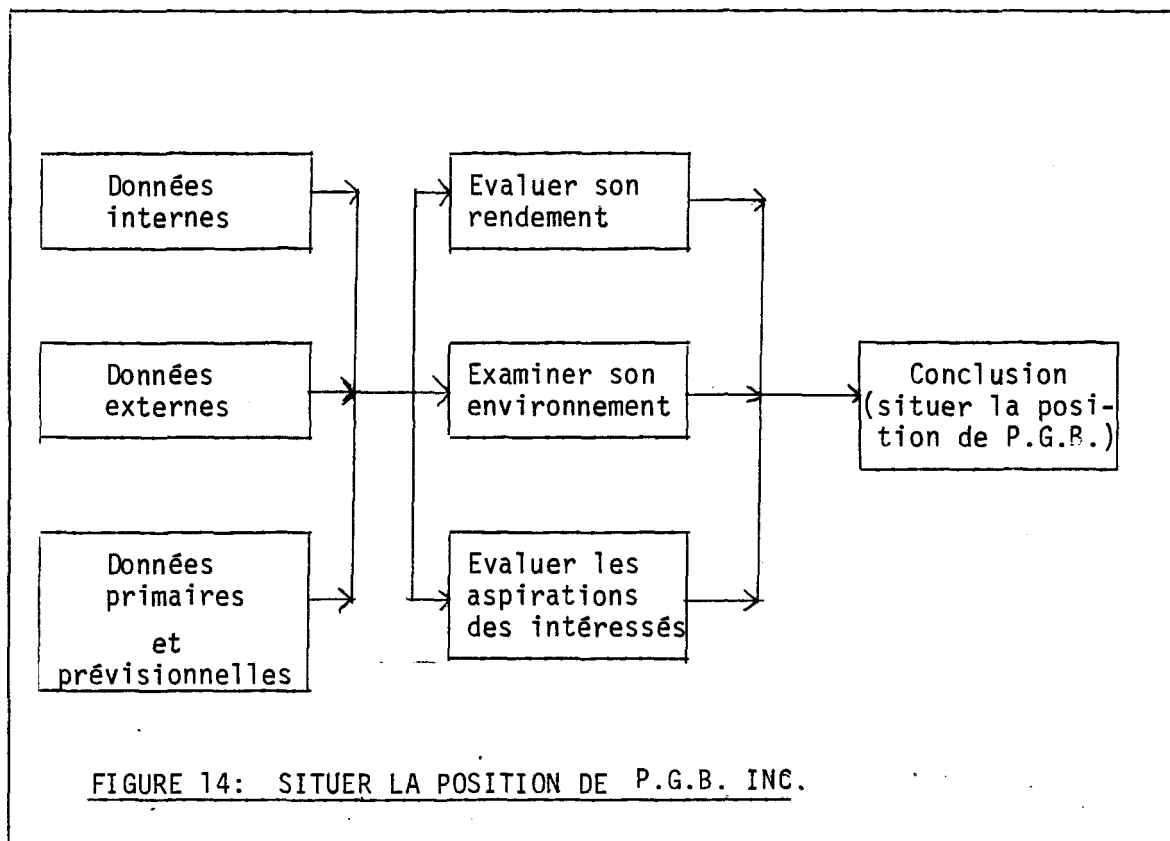 Données
internes
Evaluer son
rendement
Données
externes
Examiner son
environnement
Conclusion
(situer la posi-
tion de P.G.B.)
Données
primaires
et
prévisionnelles
Evaluer les
aspirations
des intéressés
FIGURE 14: SITUER LA POSITION DE P.G.B. INC.